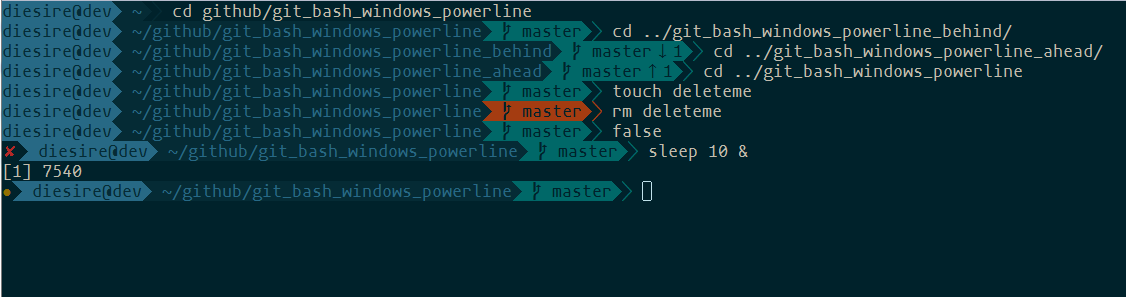 diesire@dev ~ cd github/git_bash_windows_powerline
diesire@dev ~/github/git_bash_windows_powerline master cd ../git_bash_windows_powerline_behind/
diesire@dev ~/github/git_bash_windows_powerline_behind master ↓ 1 cd ../git_bash_windows_powerline_ahead/
diesire@dev ~/github/git_bash_windows_powerline_ahead master ↑ 1 cd ../git_bash_windows_powerline
diesire@dev ~/github/git_bash_windows_powerline master touch deleteme
diesire@dev ~/github/git_bash_windows_powerline master rm deleteme
diesire@dev ~/github/git_bash_windows_powerline master false
✘ diesire@dev ~/github/git_bash_windows_powerline master sleep 10 &
[1] 7540
● diesire@dev ~/github/git_bash_windows_powerline master